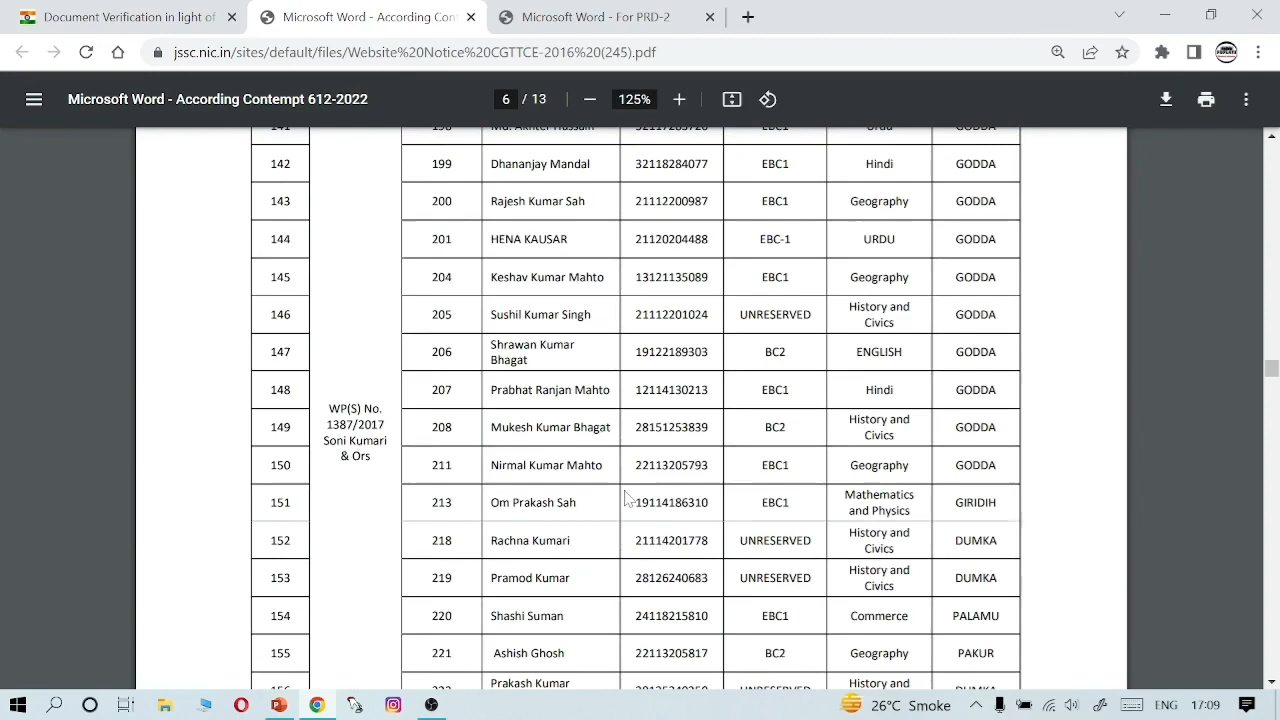 Document Verification in light of
Microsoft Word - According Cont
Microsoft Word - For PRD-2
jssc.nic.in/sites/default/files/Website%20Notice%20CGTTCE-2016%20(245).pdf
Microsoft Word - According Contempt 612-2022
6 / 13
125%
141 198 Md. Akhter Hussain 32117283726 EBC1 Urdu GODDA
142 199 Dhananjay Mandal 32118284077 EBC1 Hindi GODDA
143 200 Rajesh Kumar Sah 21112200987 EBC1 Geography GODDA
144 201 HENA KAUSAR 21120204488 EBC-1 URDU GODDA
145 204 Keshav Kumar Mahto 13121135089 EBC1 Geography GODDA
146 205 Sushil Kumar Singh 21112201024 UNRESERVED History and Civics GODDA
147 206 Shrawan Kumar Bhagat 19122189303 BC2 ENGLISH GODDA
148 207 Prabhat Ranjan Mahto 12114130213 EBC1 Hindi GODDA
WP(S) No.
1387/2017
Soni Kumari
& Ors
149 208 Mukesh Kumar Bhagat 28151253839 BC2 History and Civics GODDA
150 211 Nirmal Kumar Mahto 22113205793 EBC1 Geography GODDA
151 213 Om Prakash Sah 19114186310 EBC1 Mathematics and Physics GIRIDIH
152 218 Rachna Kumari 21114201778 UNRESERVED History and Civics DUMKA
153 219 Pramod Kumar 28126240683 UNRESERVED History and Civics DUMKA
154 220 Shashi Suman 24118215810 EBC1 Commerce PALAMU
155 221 Ashish Ghosh 22113205817 BC2 Geography PAKUR
Prakash Kumar UNRESERVED History and DUMKA
26°C Smoke
ENG
17:09